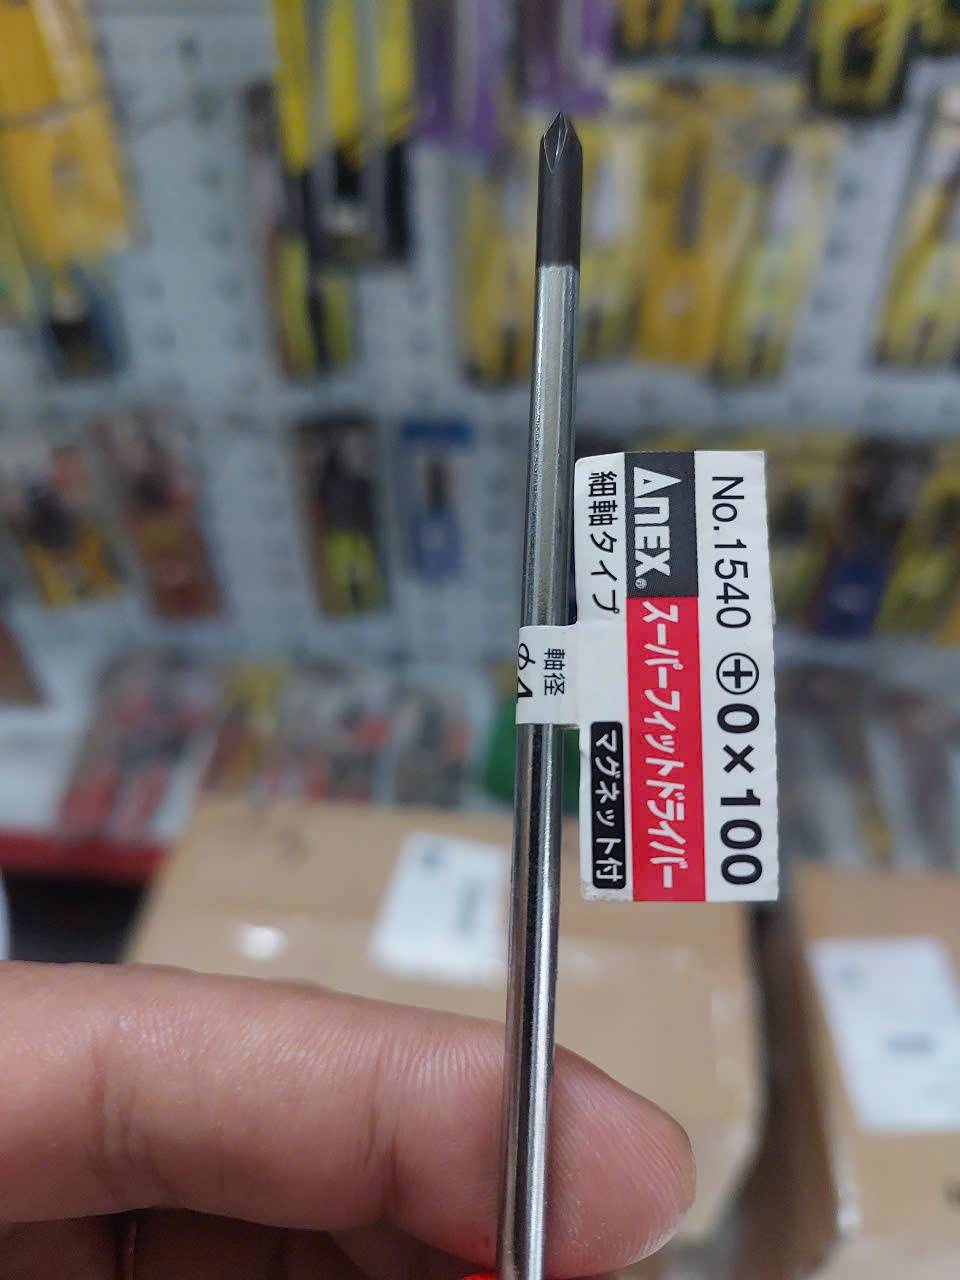 No.1540 ⊕0×100
ANEX® スーパーフィットドライバー
細軸タイプ マグネット付
軸径
φ4